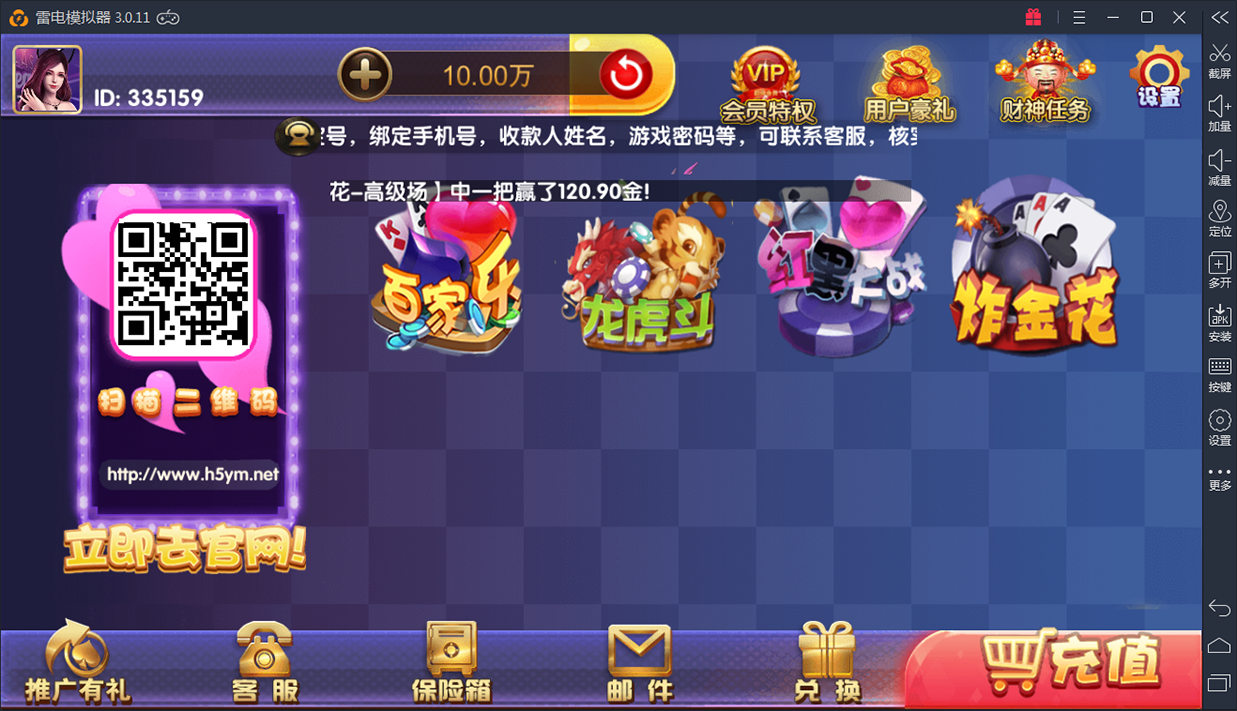 雷电模拟器 3.0.11
ID: 335159
10.00万
VIP
会员特权
用户豪礼
财神任务
设置
号，绑定手机号，收款人姓名，游戏密码等，可联系客服，核
花-高级场】中一把赢了120.90金!
K
百家乐
龙虎斗
红黑大战
A A A
炸金花
扫描二维码
http://www.h5ym.net
立即去官网!
推广有礼
客服
保险箱
邮件
兑换
充值
截屏
加量
减量
定位
多开
APK
安装
按键
设置
更多